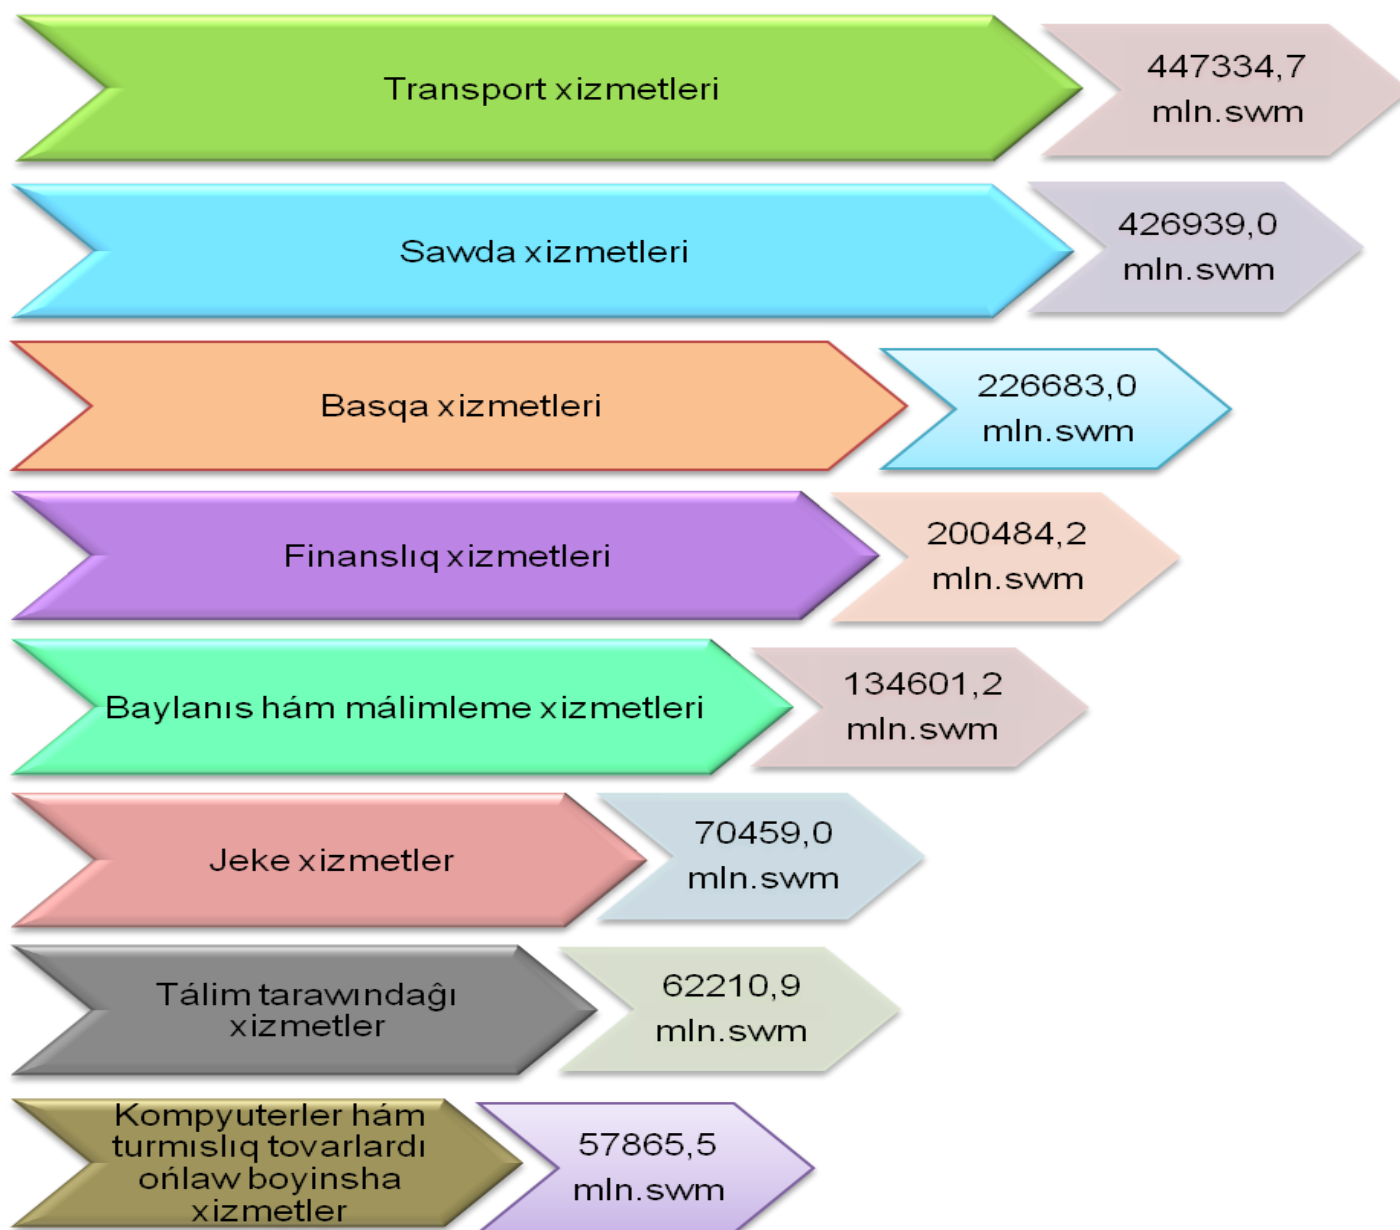 Transport xizmetleri
447334,7
mln.swm
Sawda xizmetleri
426939,0
mln.swm
Basqa xizmetleri
226683,0
mln.swm
Finanslıq xizmetleri
200484,2
mln.swm
Baylanıs hám málimleme xizmetleri
134601,2
mln.swm
Jeke xizmetler
70459,0
mln.swm
Tálim tarawındaĝı
xizmetler
62210,9
mln.swm
Kompyuterler hám
turmıslıq tovarlardı
ońlaw boyinsha
xizmetler
57865,5
mln.swm